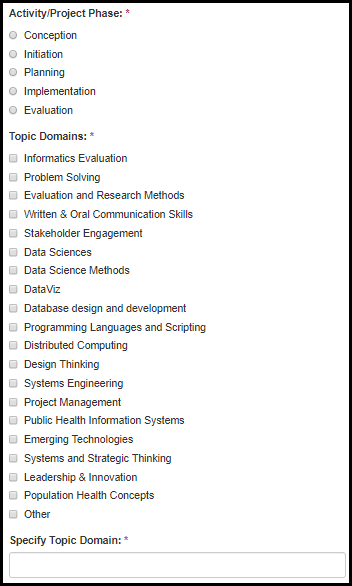 Activity/Project Phase: *
Conception
Initiation
Planning
Implementation
Evaluation
Topic Domains: *
Informatics Evaluation
Problem Solving
Evaluation and Research Methods
Written & Oral Communication Skills
Stakeholder Engagement
Data Sciences
Data Science Methods
DataViz
Database design and development
Programming Languages and Scripting
Distributed Computing
Design Thinking
Systems Engineering
Project Management
Public Health Information Systems
Emerging Technologies
Systems and Strategic Thinking
Leadership & Innovation
Population Health Concepts
Other
Specify Topic Domain: *